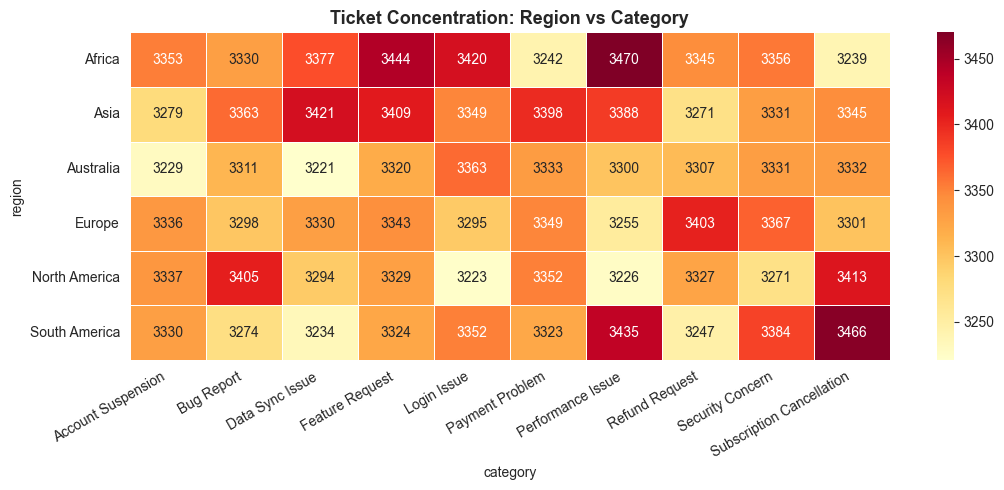 Ticket Concentration: Region vs Category
Africa 3353 3330 3377 3444 3420 3242 3470 3345 3356 3239
Asia 3279 3363 3421 3409 3349 3398 3388 3271 3331 3345
Australia 3229 3311 3221 3320 3363 3333 3300 3307 3331 3332
Europe 3336 3298 3330 3343 3295 3349 3255 3403 3367 3301
North America 3337 3405 3294 3329 3223 3352 3226 3327 3271 3413
South America 3330 3274 3234 3324 3352 3323 3435 3247 3384 3466
region
Account Suspension
Bug Report
Data Sync Issue
Feature Request
Login Issue
Payment Problem
Performance Issue
Refund Request
Security Concern
Subscription Cancellation
category
3450
3400
3350
3300
3250